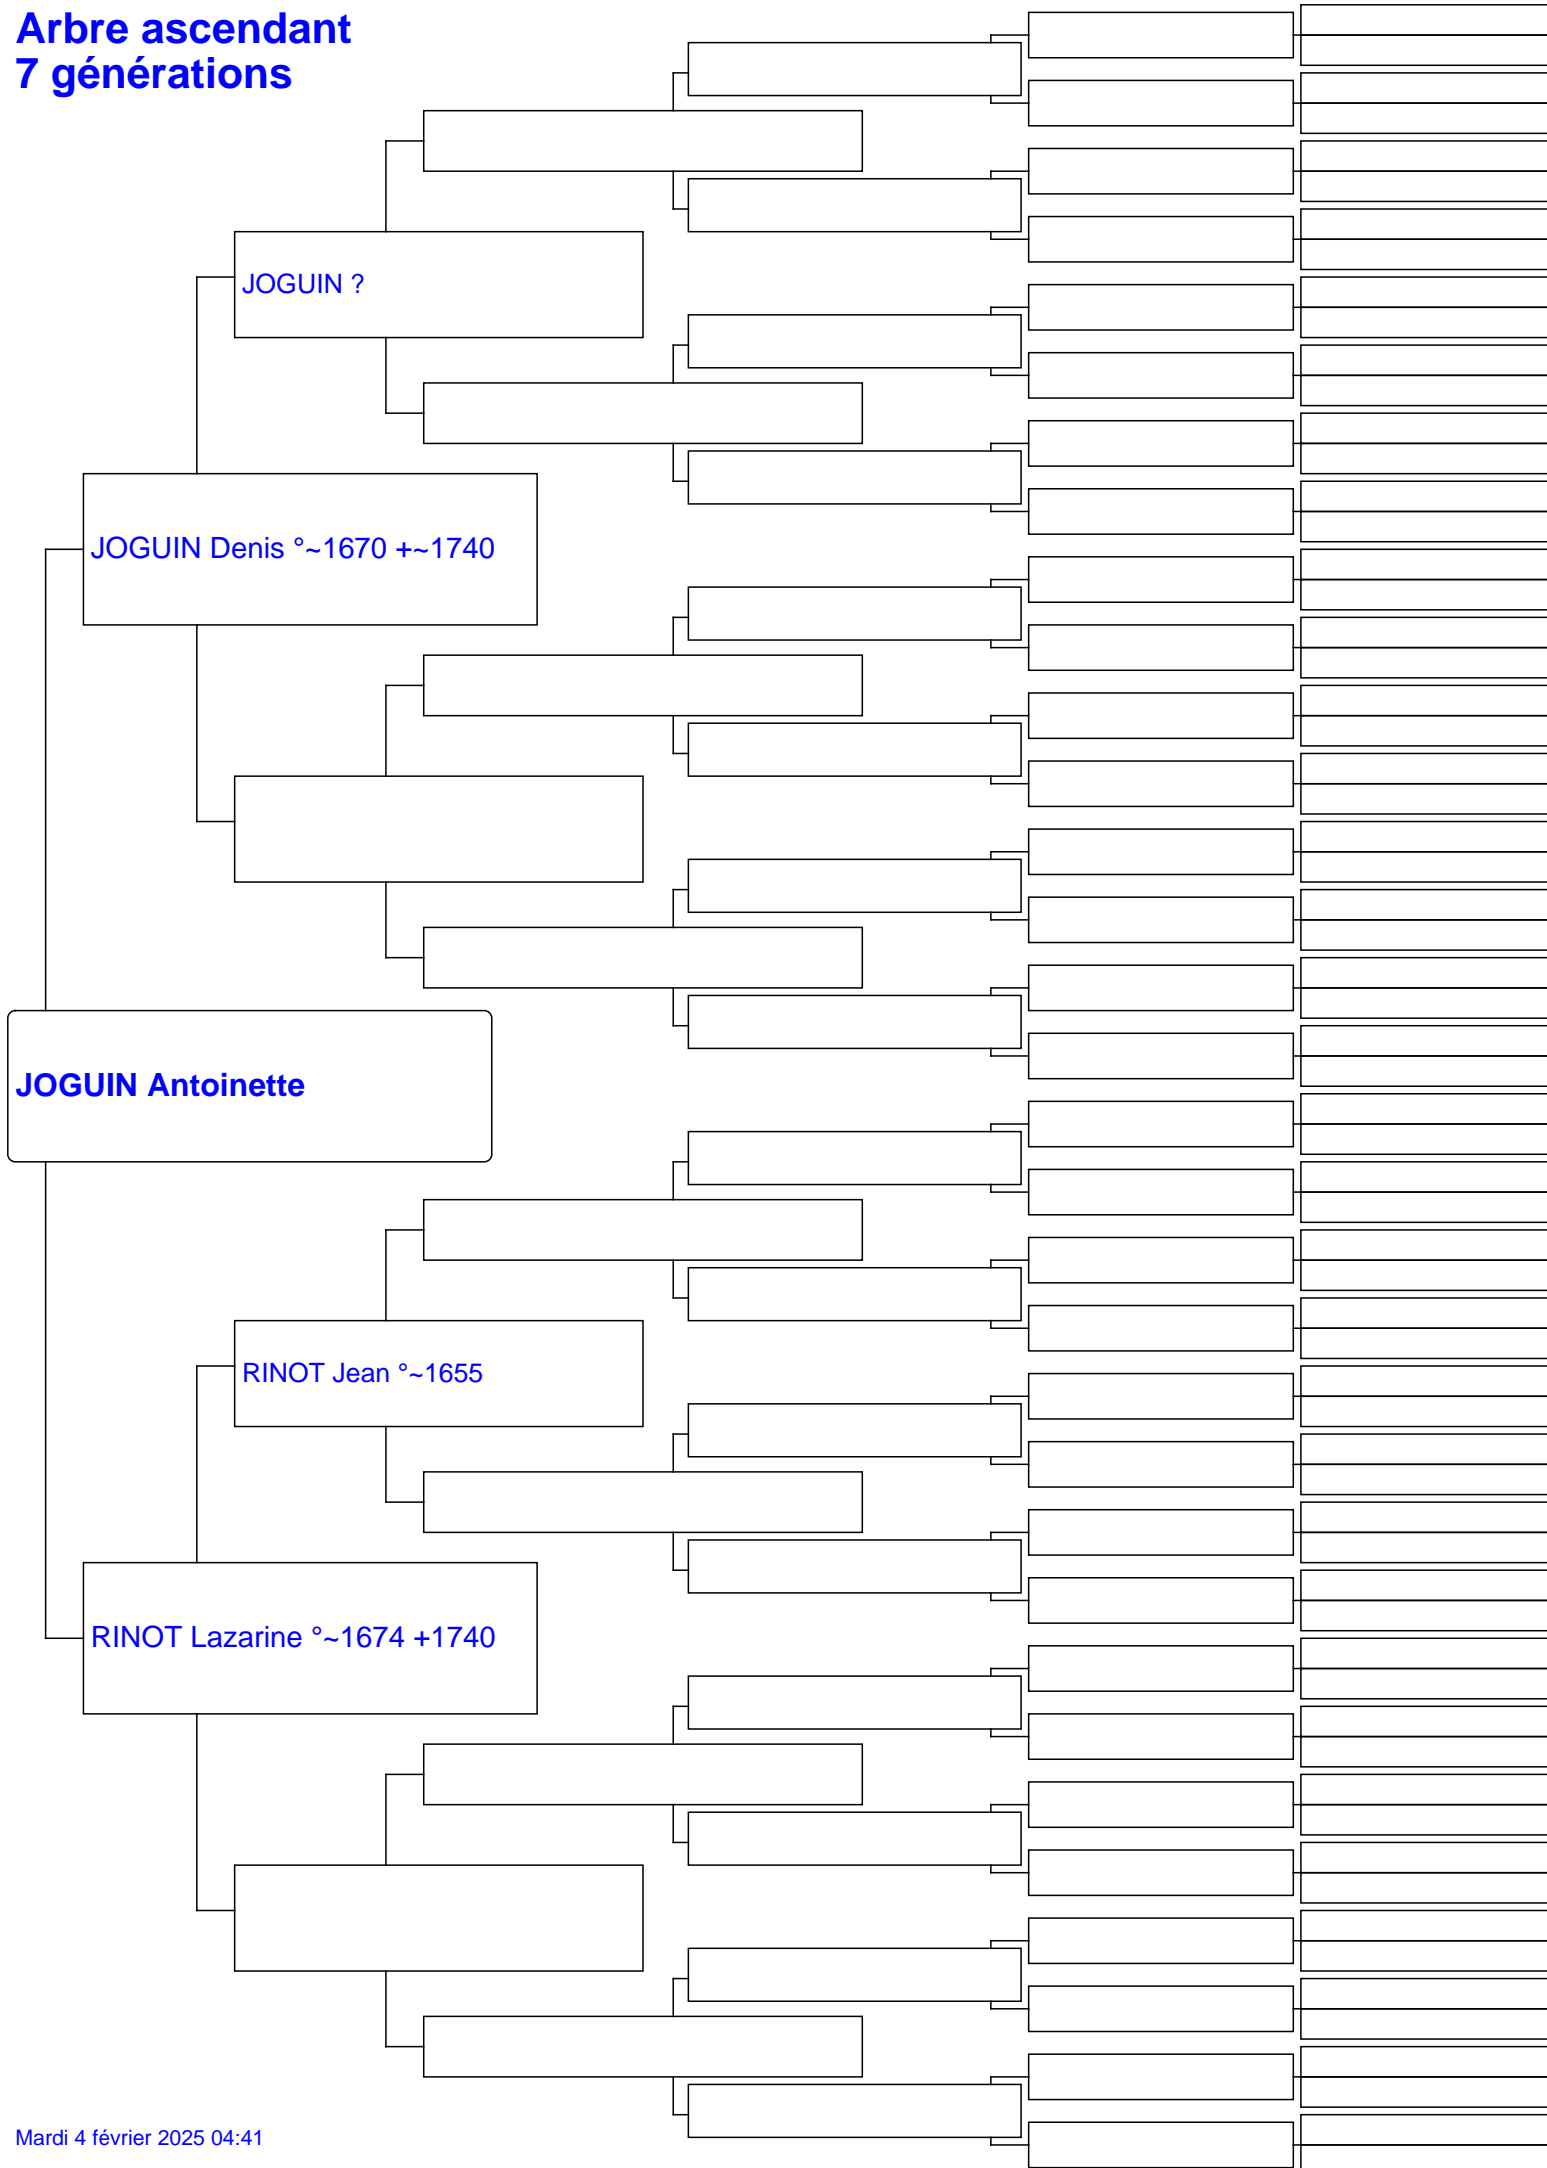 Arbre ascendant
7 générations
JOGUIN ?
JOGUIN Denis °~1670 +~1740
JOGUIN Antoinette
RINOT Jean °~1655
RINOT Lazarine °~1674 +1740
Mardi 4 février 2025 04:41